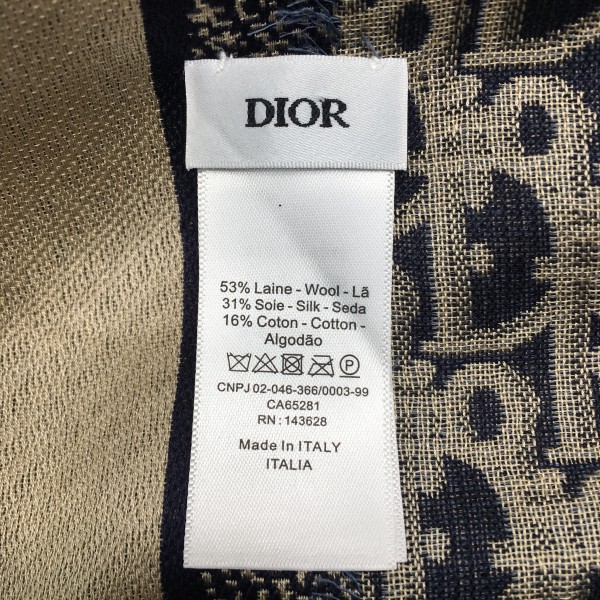 DIOR
53% Laine - Wool - Lã
31% Soie - Silk - Seda
16% Coton - Cotton -
Algodão
CNPJ 02-046-366/0003-99
CA65281
RN : 143628
Made In ITALY
ITALIA